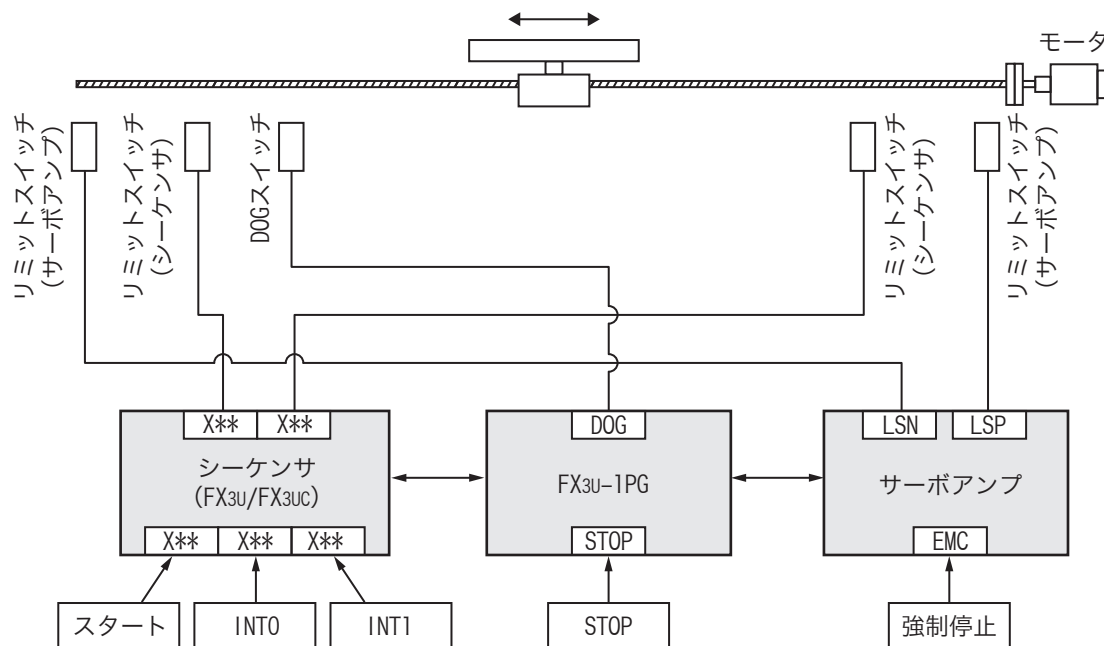 モータ
リミットスイッチ
(サーボアンプ)
リミットスイッチ
(シーケンサ)
DOGスイッチ
リミットスイッチ
(シーケンサ)
リミットスイッチ
(サーボアンプ)
X** X**
シーケンサ
(FX3U/FX3UC)
X** X** X**
DOG
FX3U-1PG
STOP
LSN LSP
サーボアンプ
EMC
スタート
INT0
INT1
STOP
強制停止